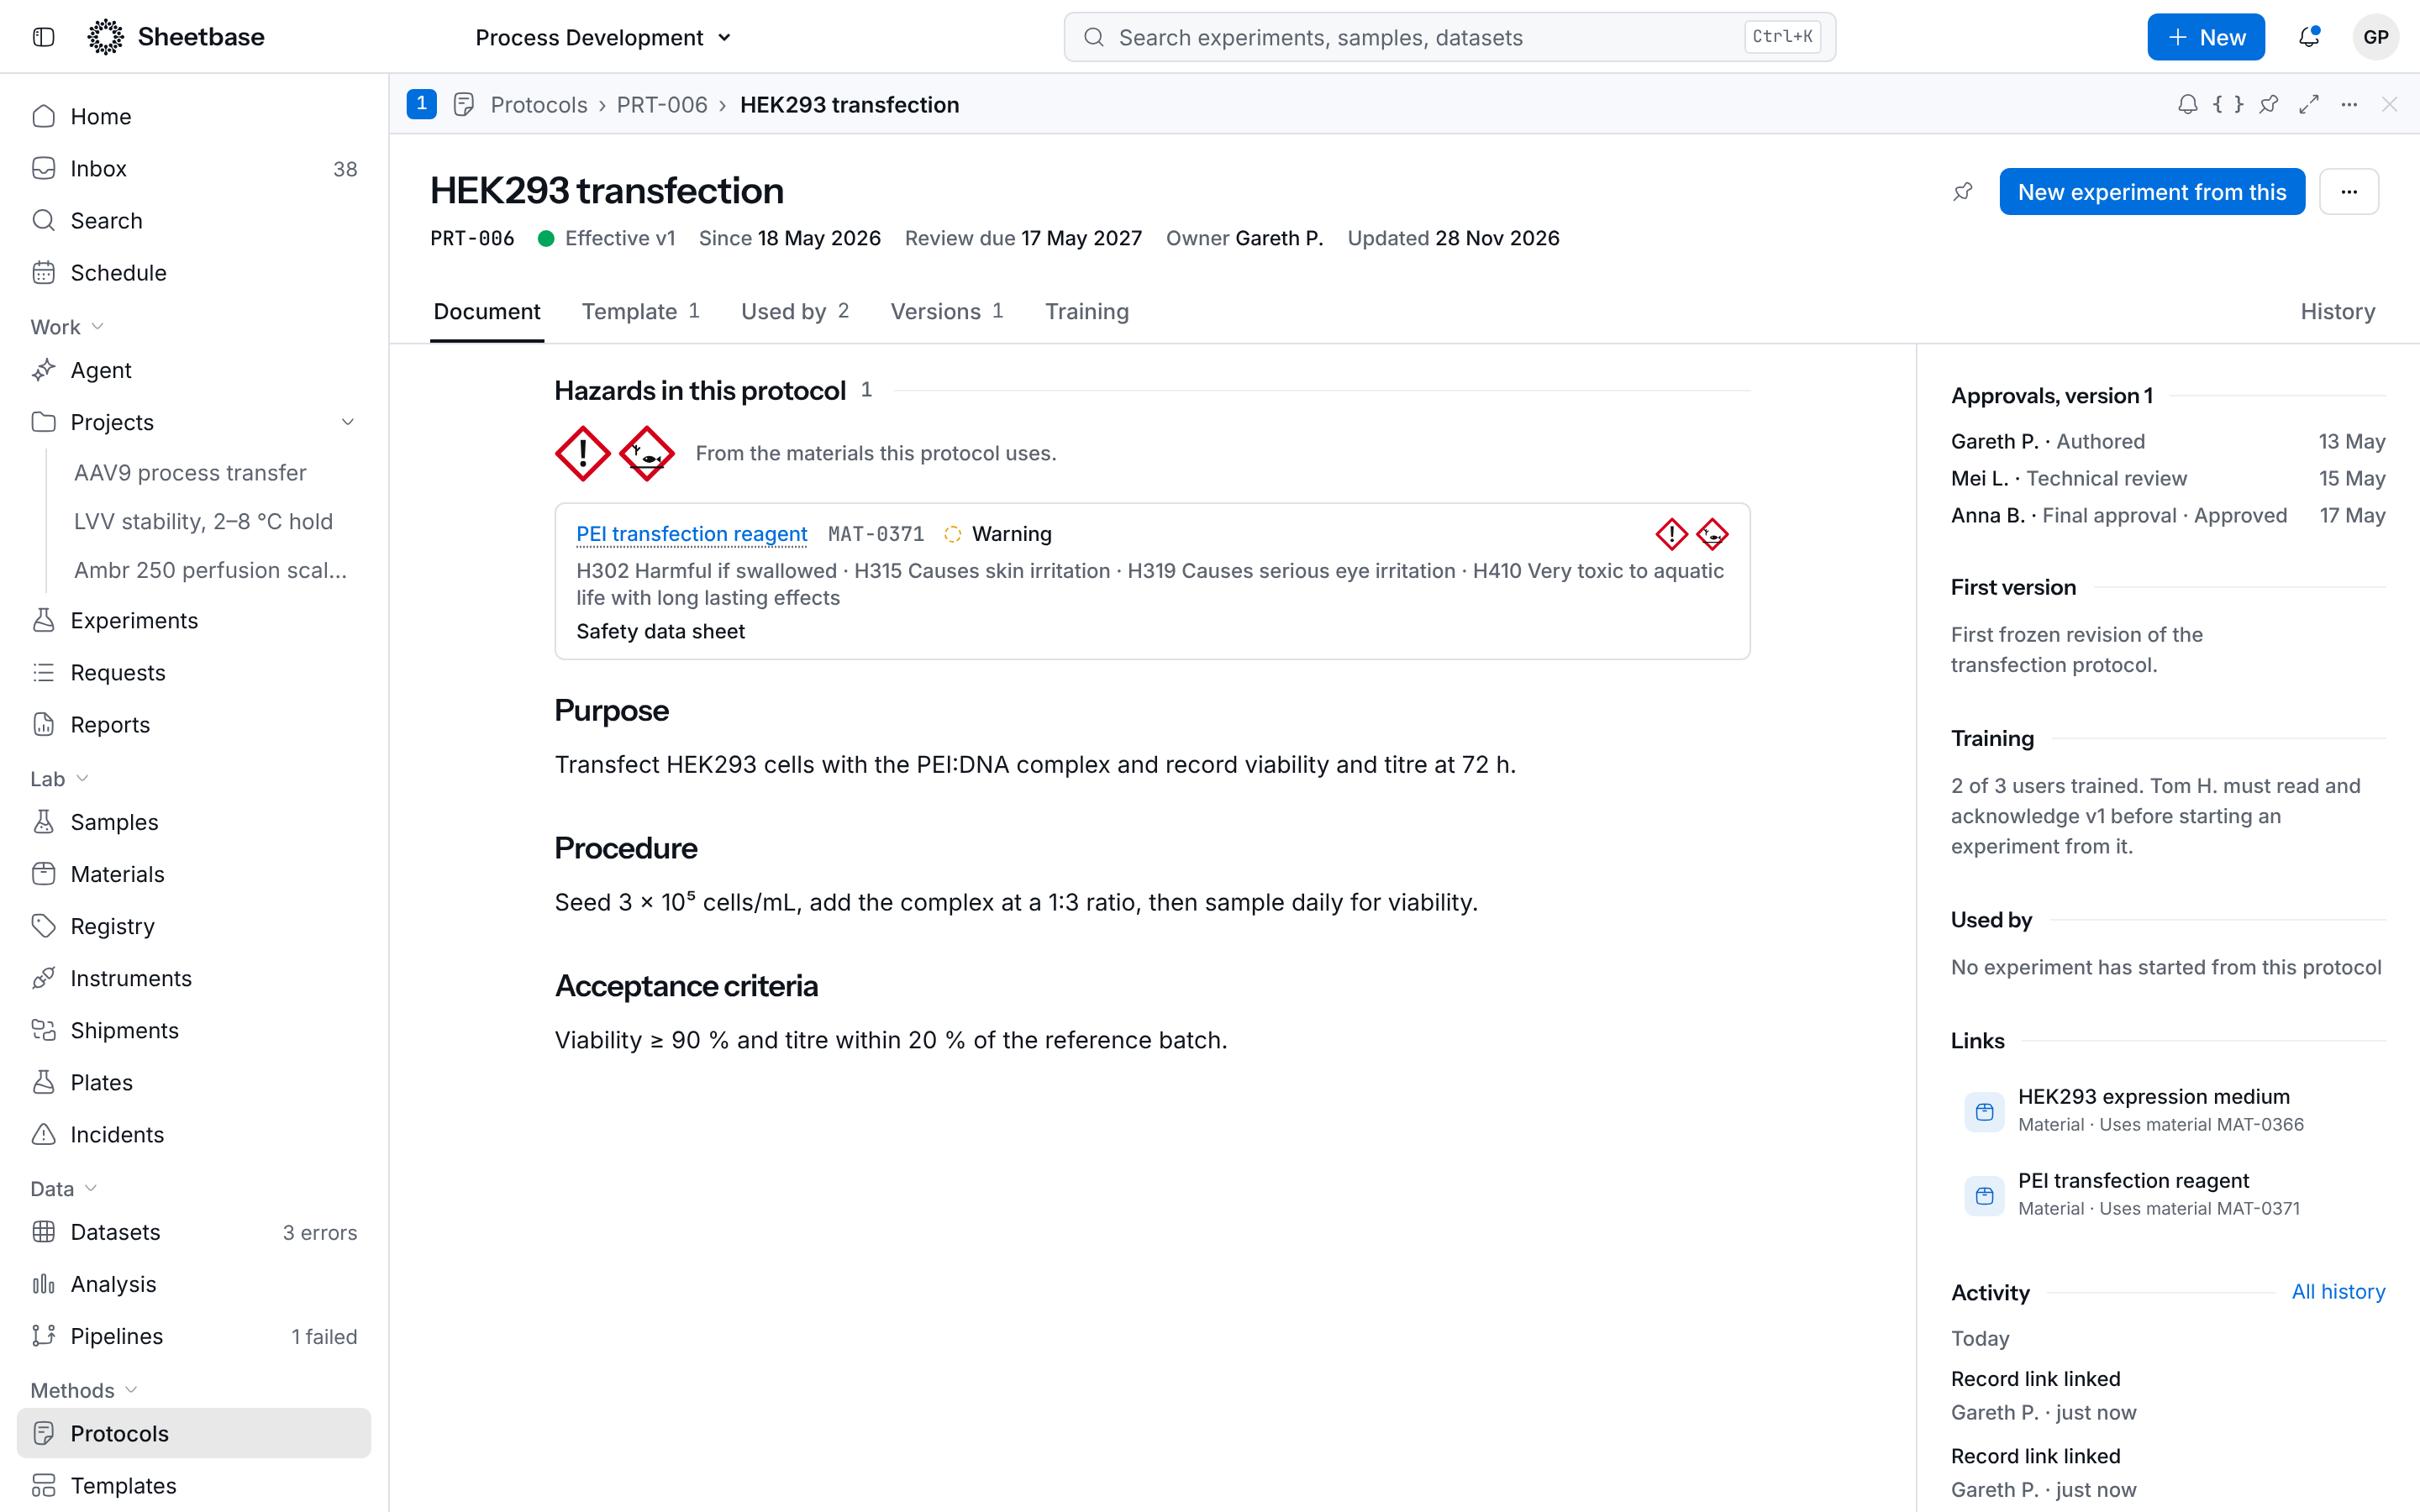 Sheetbase
Process Development
Search experiments, samples, datasets
Ctrl+K
+ New
GP
Home
Inbox 38
Search
Schedule
Work
Agent
Projects
AAV9 process transfer
LVV stability, 2–8 °C hold
Ambr 250 perfusion scal...
Experiments
Requests
Reports
Lab
Samples
Materials
Registry
Instruments
Shipments
Plates
Incidents
Data
Datasets 3 errors
Analysis
Pipelines 1 failed
Methods
Protocols
Templates
1 Protocols › PRT-006 › HEK293 transfection
HEK293 transfection
New experiment from this
PRT-006 Effective v1 Since 18 May 2026 Review due 17 May 2027 Owner Gareth P. Updated 28 Nov 2026
Document Template 1 Used by 2 Versions 1 Training History
Hazards in this protocol 1
From the materials this protocol uses.
PEI transfection reagent MAT-0371 Warning
H302 Harmful if swallowed · H315 Causes skin irritation · H319 Causes serious eye irritation · H410 Very toxic to aquatic
life with long lasting effects
Safety data sheet
Purpose
Transfect HEK293 cells with the PEI:DNA complex and record viability and titre at 72 h.
Procedure
Seed 3 × 10⁵ cells/mL, add the complex at a 1:3 ratio, then sample daily for viability.
Acceptance criteria
Viability ≥ 90 % and titre within 20 % of the reference batch.
Approvals, version 1
Gareth P. · Authored 13 May
Mei L. · Technical review 15 May
Anna B. · Final approval · Approved 17 May
First version
First frozen revision of the
transfection protocol.
Training
2 of 3 users trained. Tom H. must read and
acknowledge v1 before starting an
experiment from it.
Used by
No experiment has started from this protocol
Links
HEK293 expression medium
Material · Uses material MAT-0366
PEI transfection reagent
Material · Uses material MAT-0371
Activity All history
Today
Record link linked
Gareth P. · just now
Record link linked
Gareth P. · just now